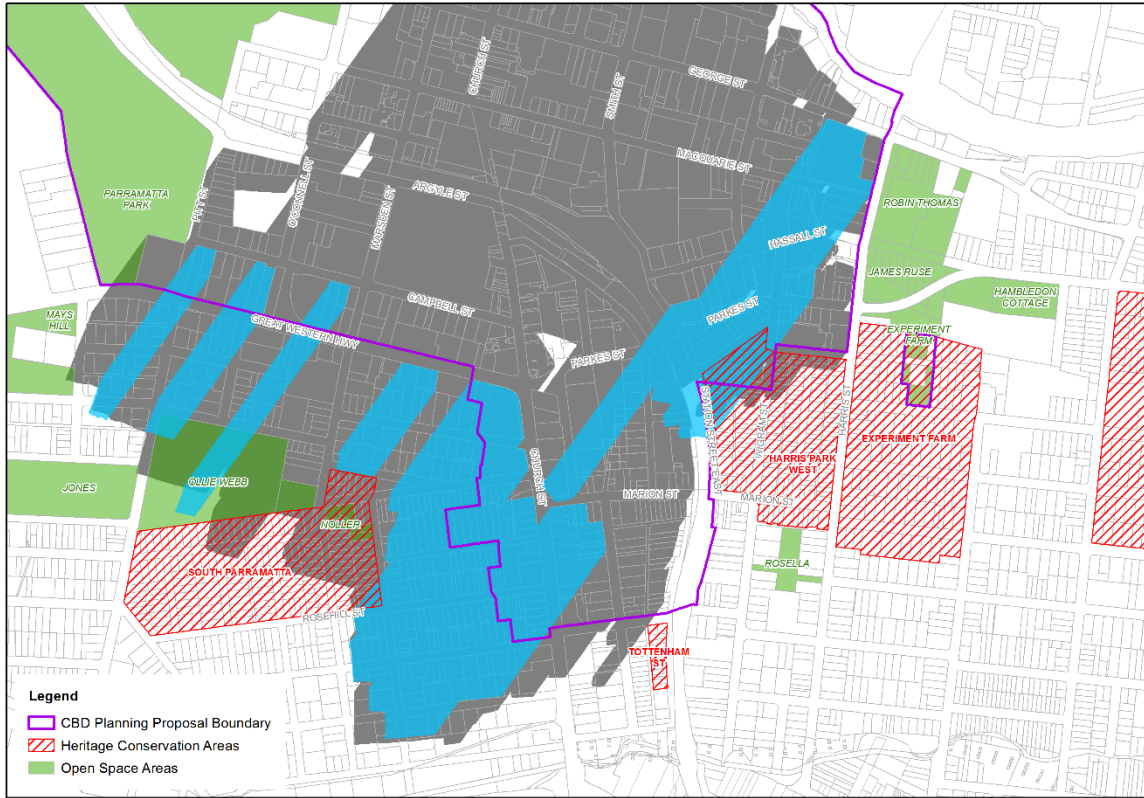 CHURCH ST
SMITH ST
GEORGE ST
MACQUARIE ST
ARGYLE ST
O'CONNELL ST
MARSDEN ST
PITT ST
PARRAMATTA
PARK
ROBIN THOMAS
HASSALL ST
JAMES RUSE
HAMBLEDON
COTTAGE
MAYS
HILL
CAMPBELL ST
GREAT WESTERN HWY
PARKES ST
PARKES ST
EXPERIMENT
FARM
STATION STREET EAST
WIGRAM ST
HARRIS ST
EXPERIMENT FARM
HARRIS PARK
WEST
CHURCH ST
MARION ST
MARION ST
JONES
OLLIE WEBB
NOLLER
SOUTH PARRAMATTA
ROSEHILL ST
ROSELLA
TOTTENHAM
ST
Legend
CBD Planning Proposal Boundary
Heritage Conservation Areas
Open Space Areas